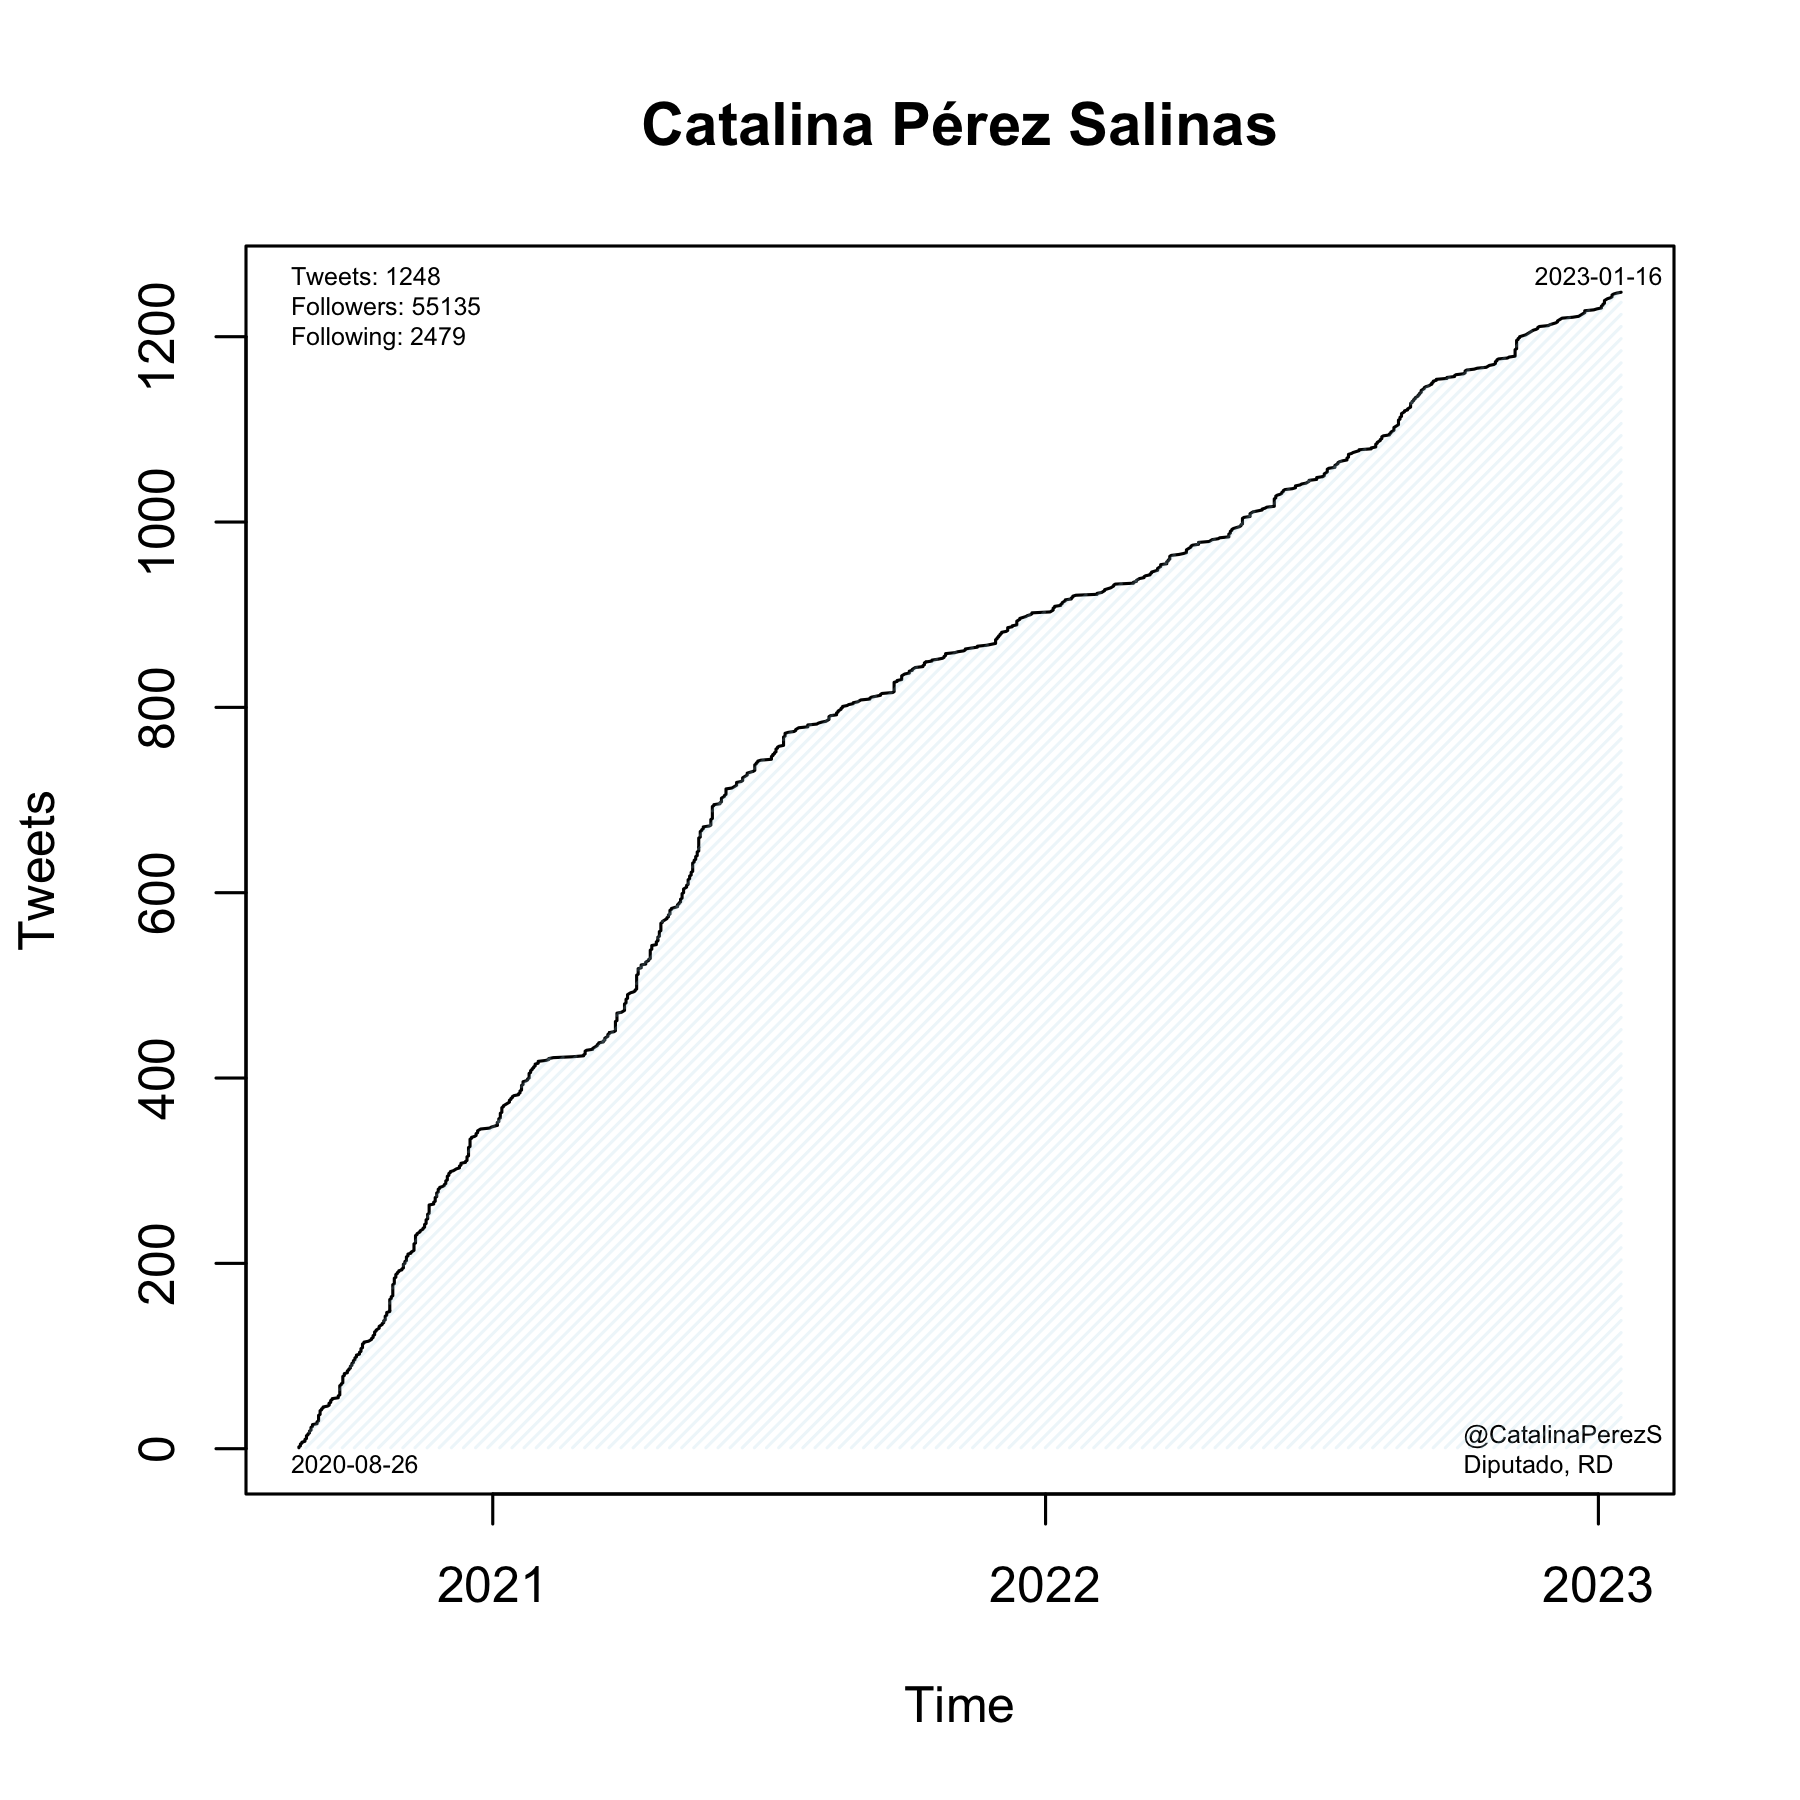 Catalina Pérez Salinas
Tweets: 1248
Followers: 55135
Following: 2479
2023-01-16
1200
1000
800
600
400
200
0
Tweets
2020-08-26
@CatalinaPerezS
Diputado, RD
2021
2022
2023
Time